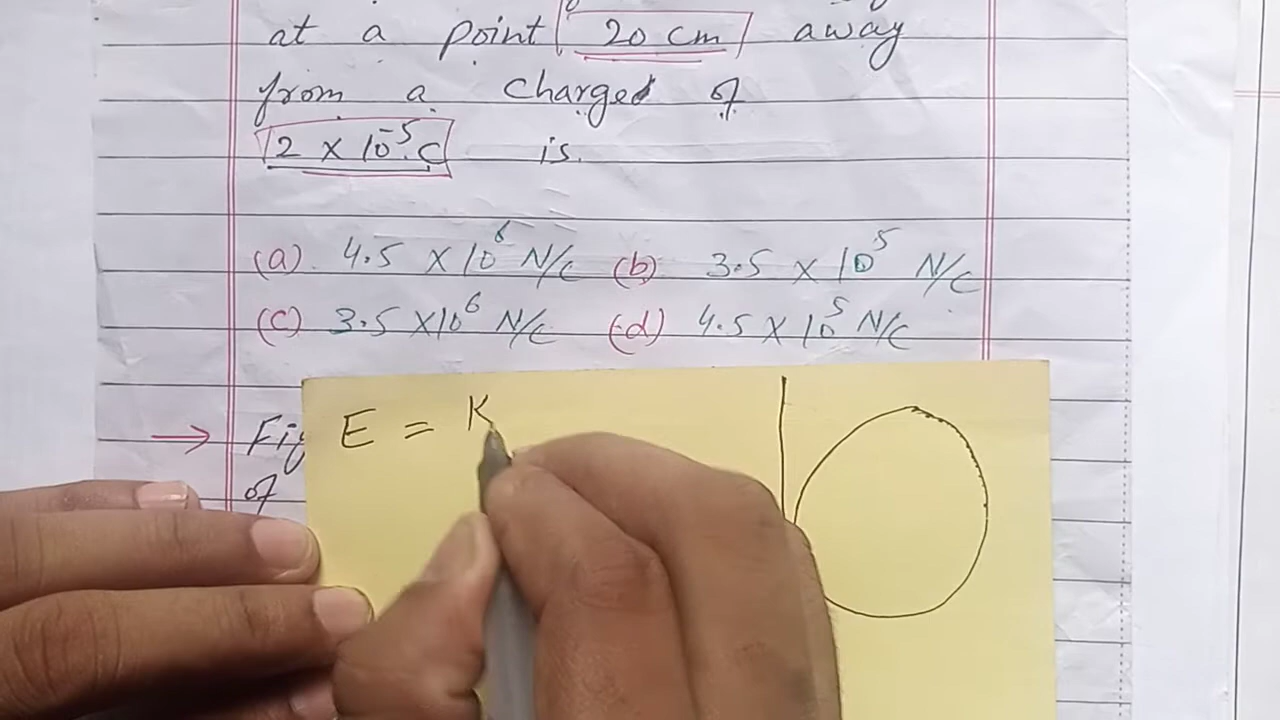 at a point 20 cm away
from a charged of
2 × 10⁻⁵ C is.
(a) 4.5 × 10⁶ N/C (b) 3.5 × 10⁵ N/C
(c) 3.5 × 10⁶ N/C (d) 4.5 × 10⁵ N/C
→
of
E = K